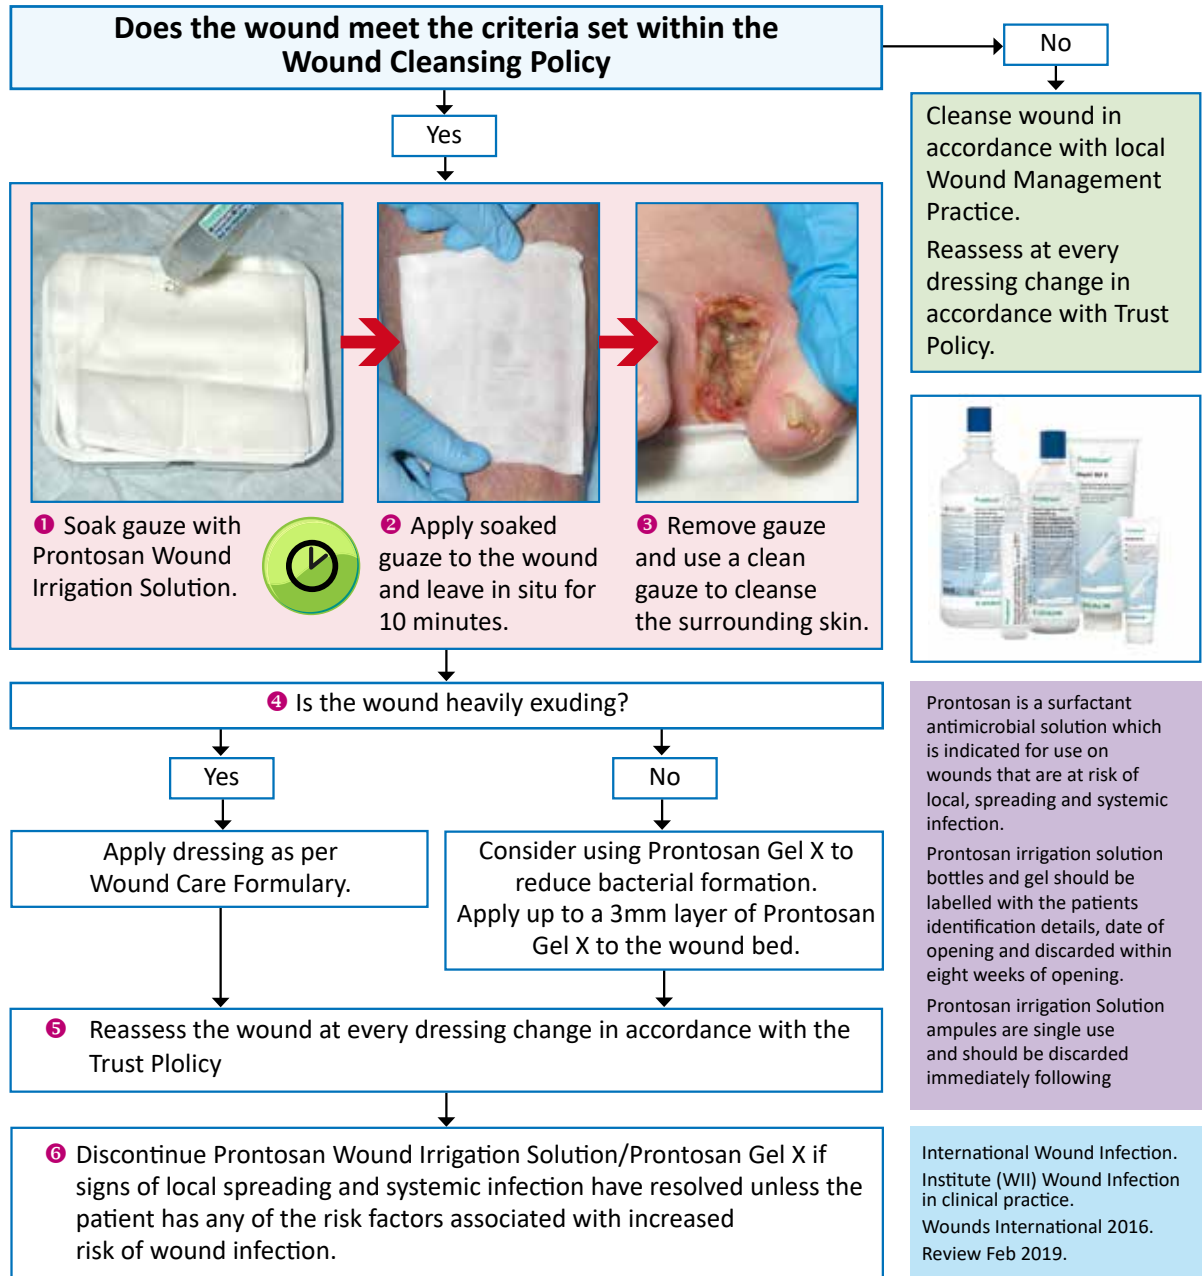 Does the wound meet the criteria set within the
Wound Cleansing Policy
No
Yes
Cleanse wound in
accordance with local
Wound Management
Practice.
Reassess at every
dressing change in
accordance with Trust
Policy.
❶ Soak gauze with
Prontosan Wound
Irrigation Solution.
❷ Apply soaked
guaze to the wound
and leave in situ for
10 minutes.
❸ Remove gauze
and use a clean
gauze to cleanse
the surrounding skin.
❹ Is the wound heavily exuding?
Yes
No
Apply dressing as per
Wound Care Formulary.
Consider using Prontosan Gel X to
reduce bacterial formation.
Apply up to a 3mm layer of Prontosan
Gel X to the wound bed.
❺ Reassess the wound at every dressing change in accordance with the
Trust Plolicy
❻ Discontinue Prontosan Wound Irrigation Solution/Prontosan Gel X if
signs of local spreading and systemic infection have resolved unless the
patient has any of the risk factors associated with increased
risk of wound infection.
Prontosan is a surfactant
antimicrobial solution which
is indicated for use on
wounds that are at risk of
local, spreading and systemic
infection.
Prontosan irrigation solution
bottles and gel should be
labelled with the patients
identification details, date of
opening and discarded within
eight weeks of opening.
Prontosan irrigation Solution
ampules are single use
and should be discarded
immediately following
International Wound Infection.
Institute (WII) Wound Infection
in clinical practice.
Wounds International 2016.
Review Feb 2019.